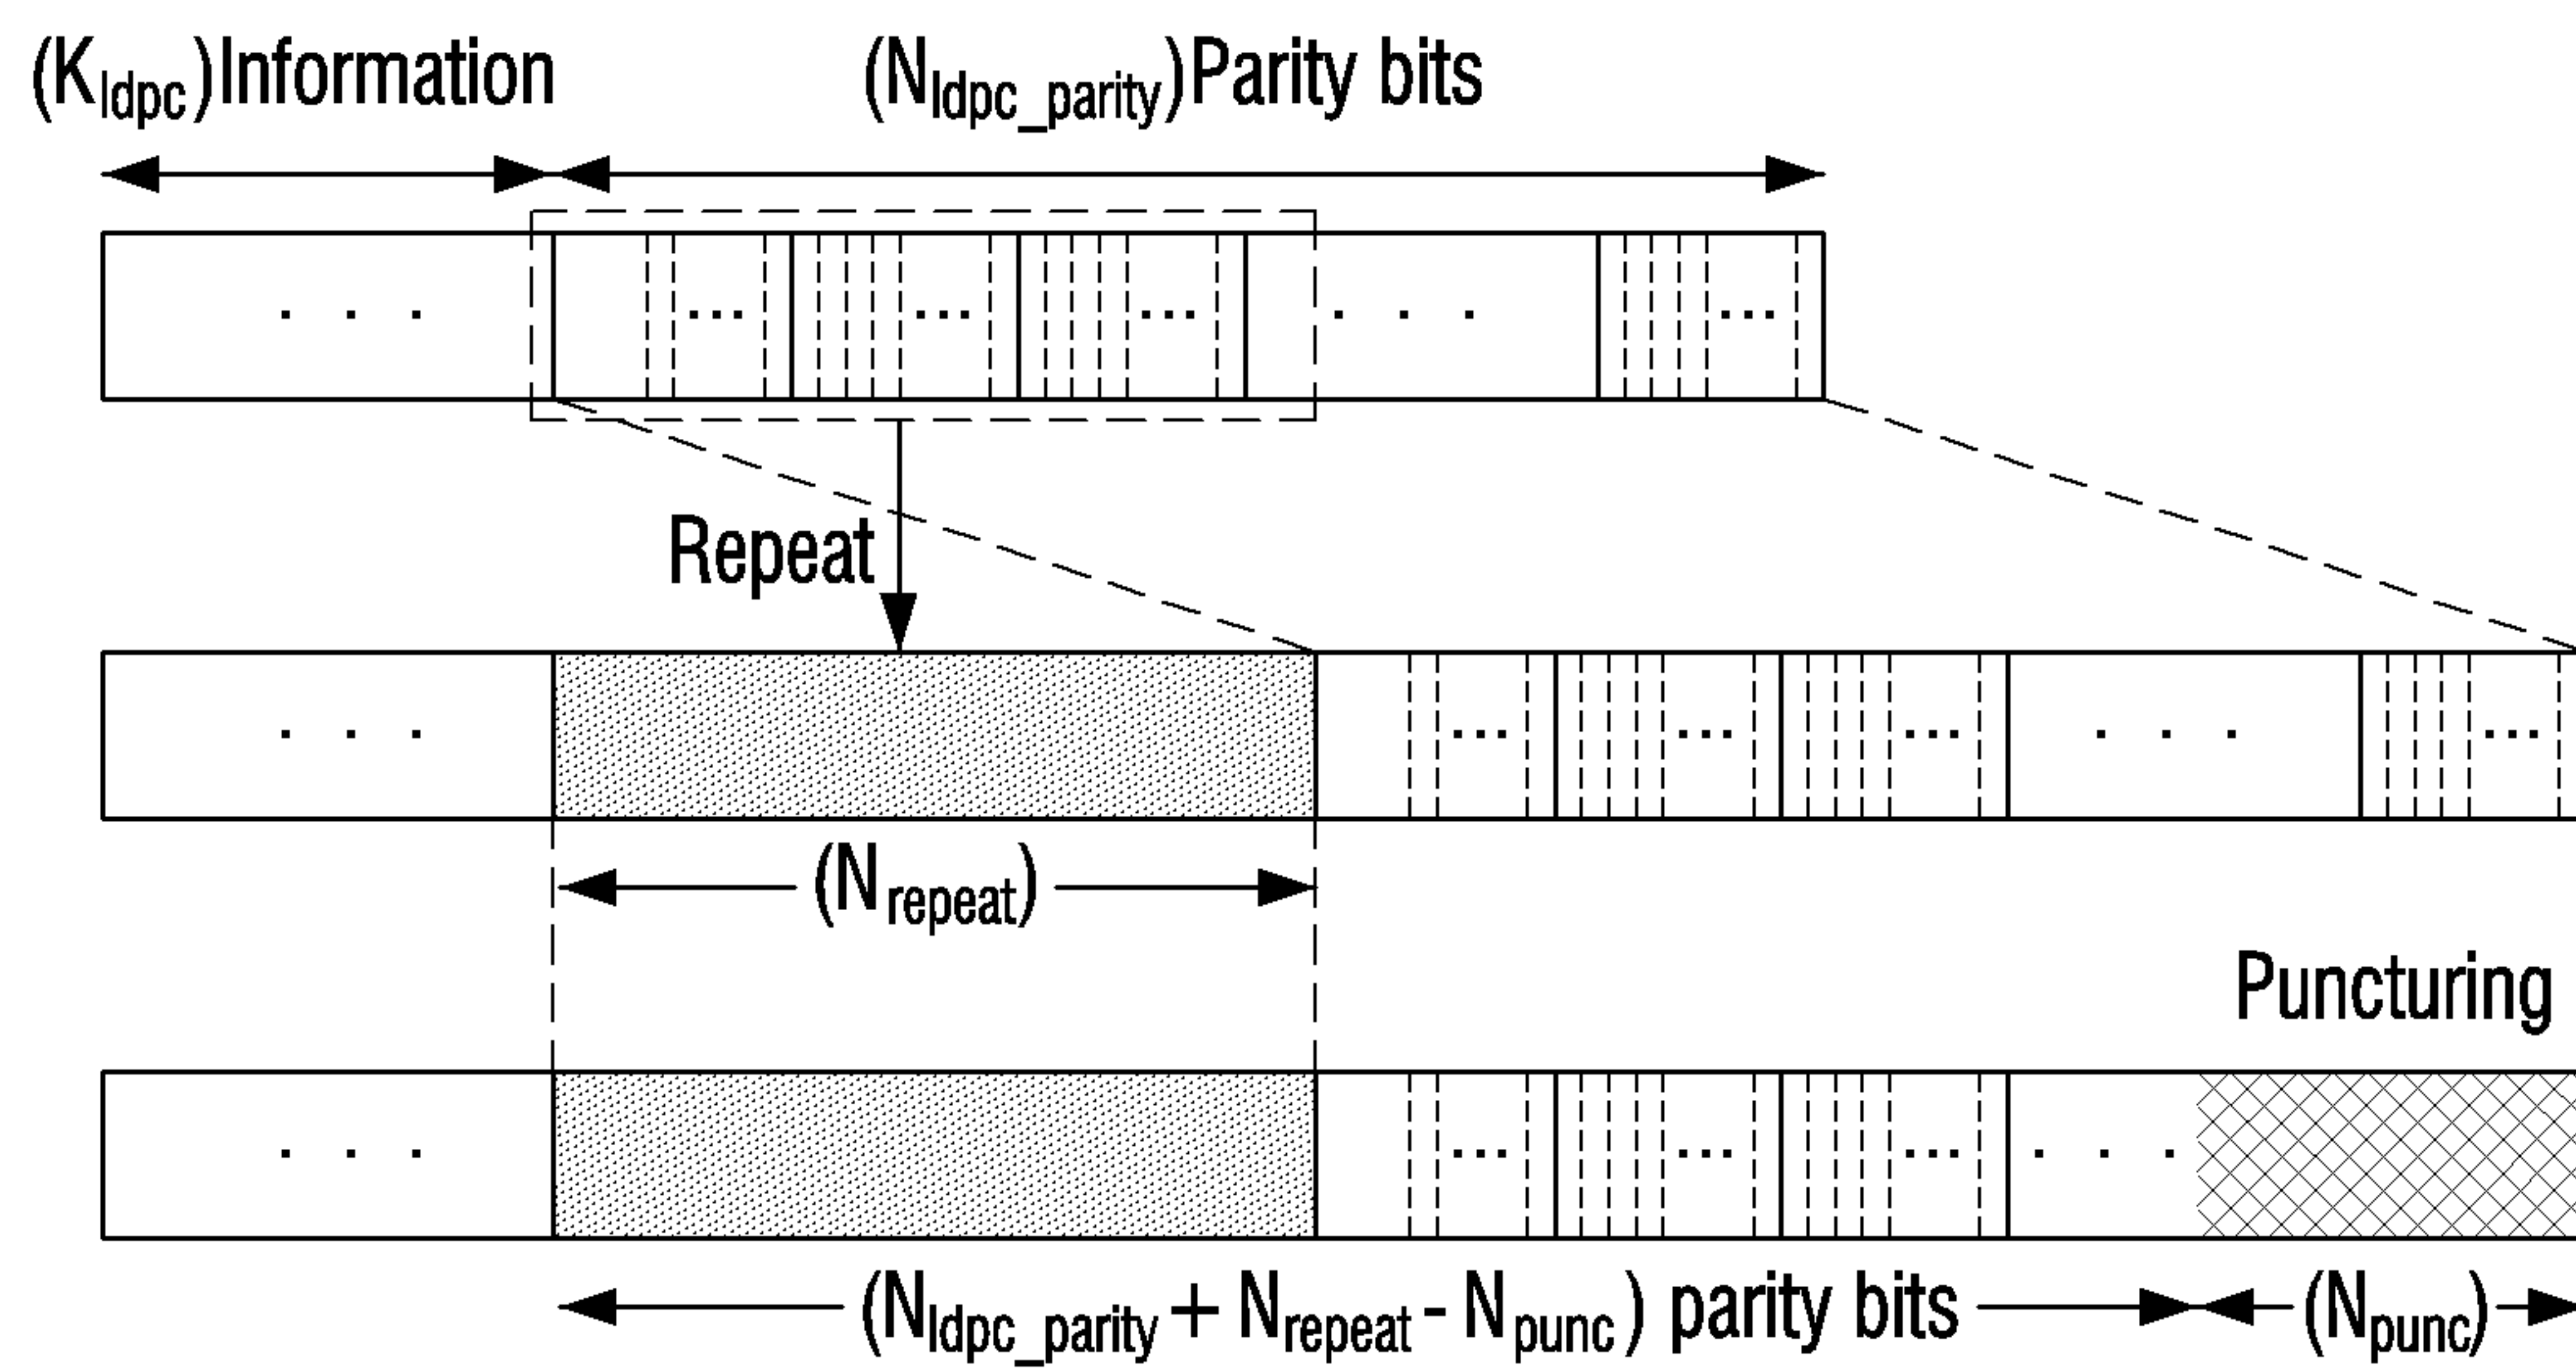 (K_ldpc)Information
(N_ldpc_parity)Parity bits
Repeat
(N_repeat)
Puncturing
(N_ldpc_parity + N_repeat - N_punc) parity bits
(N_punc)